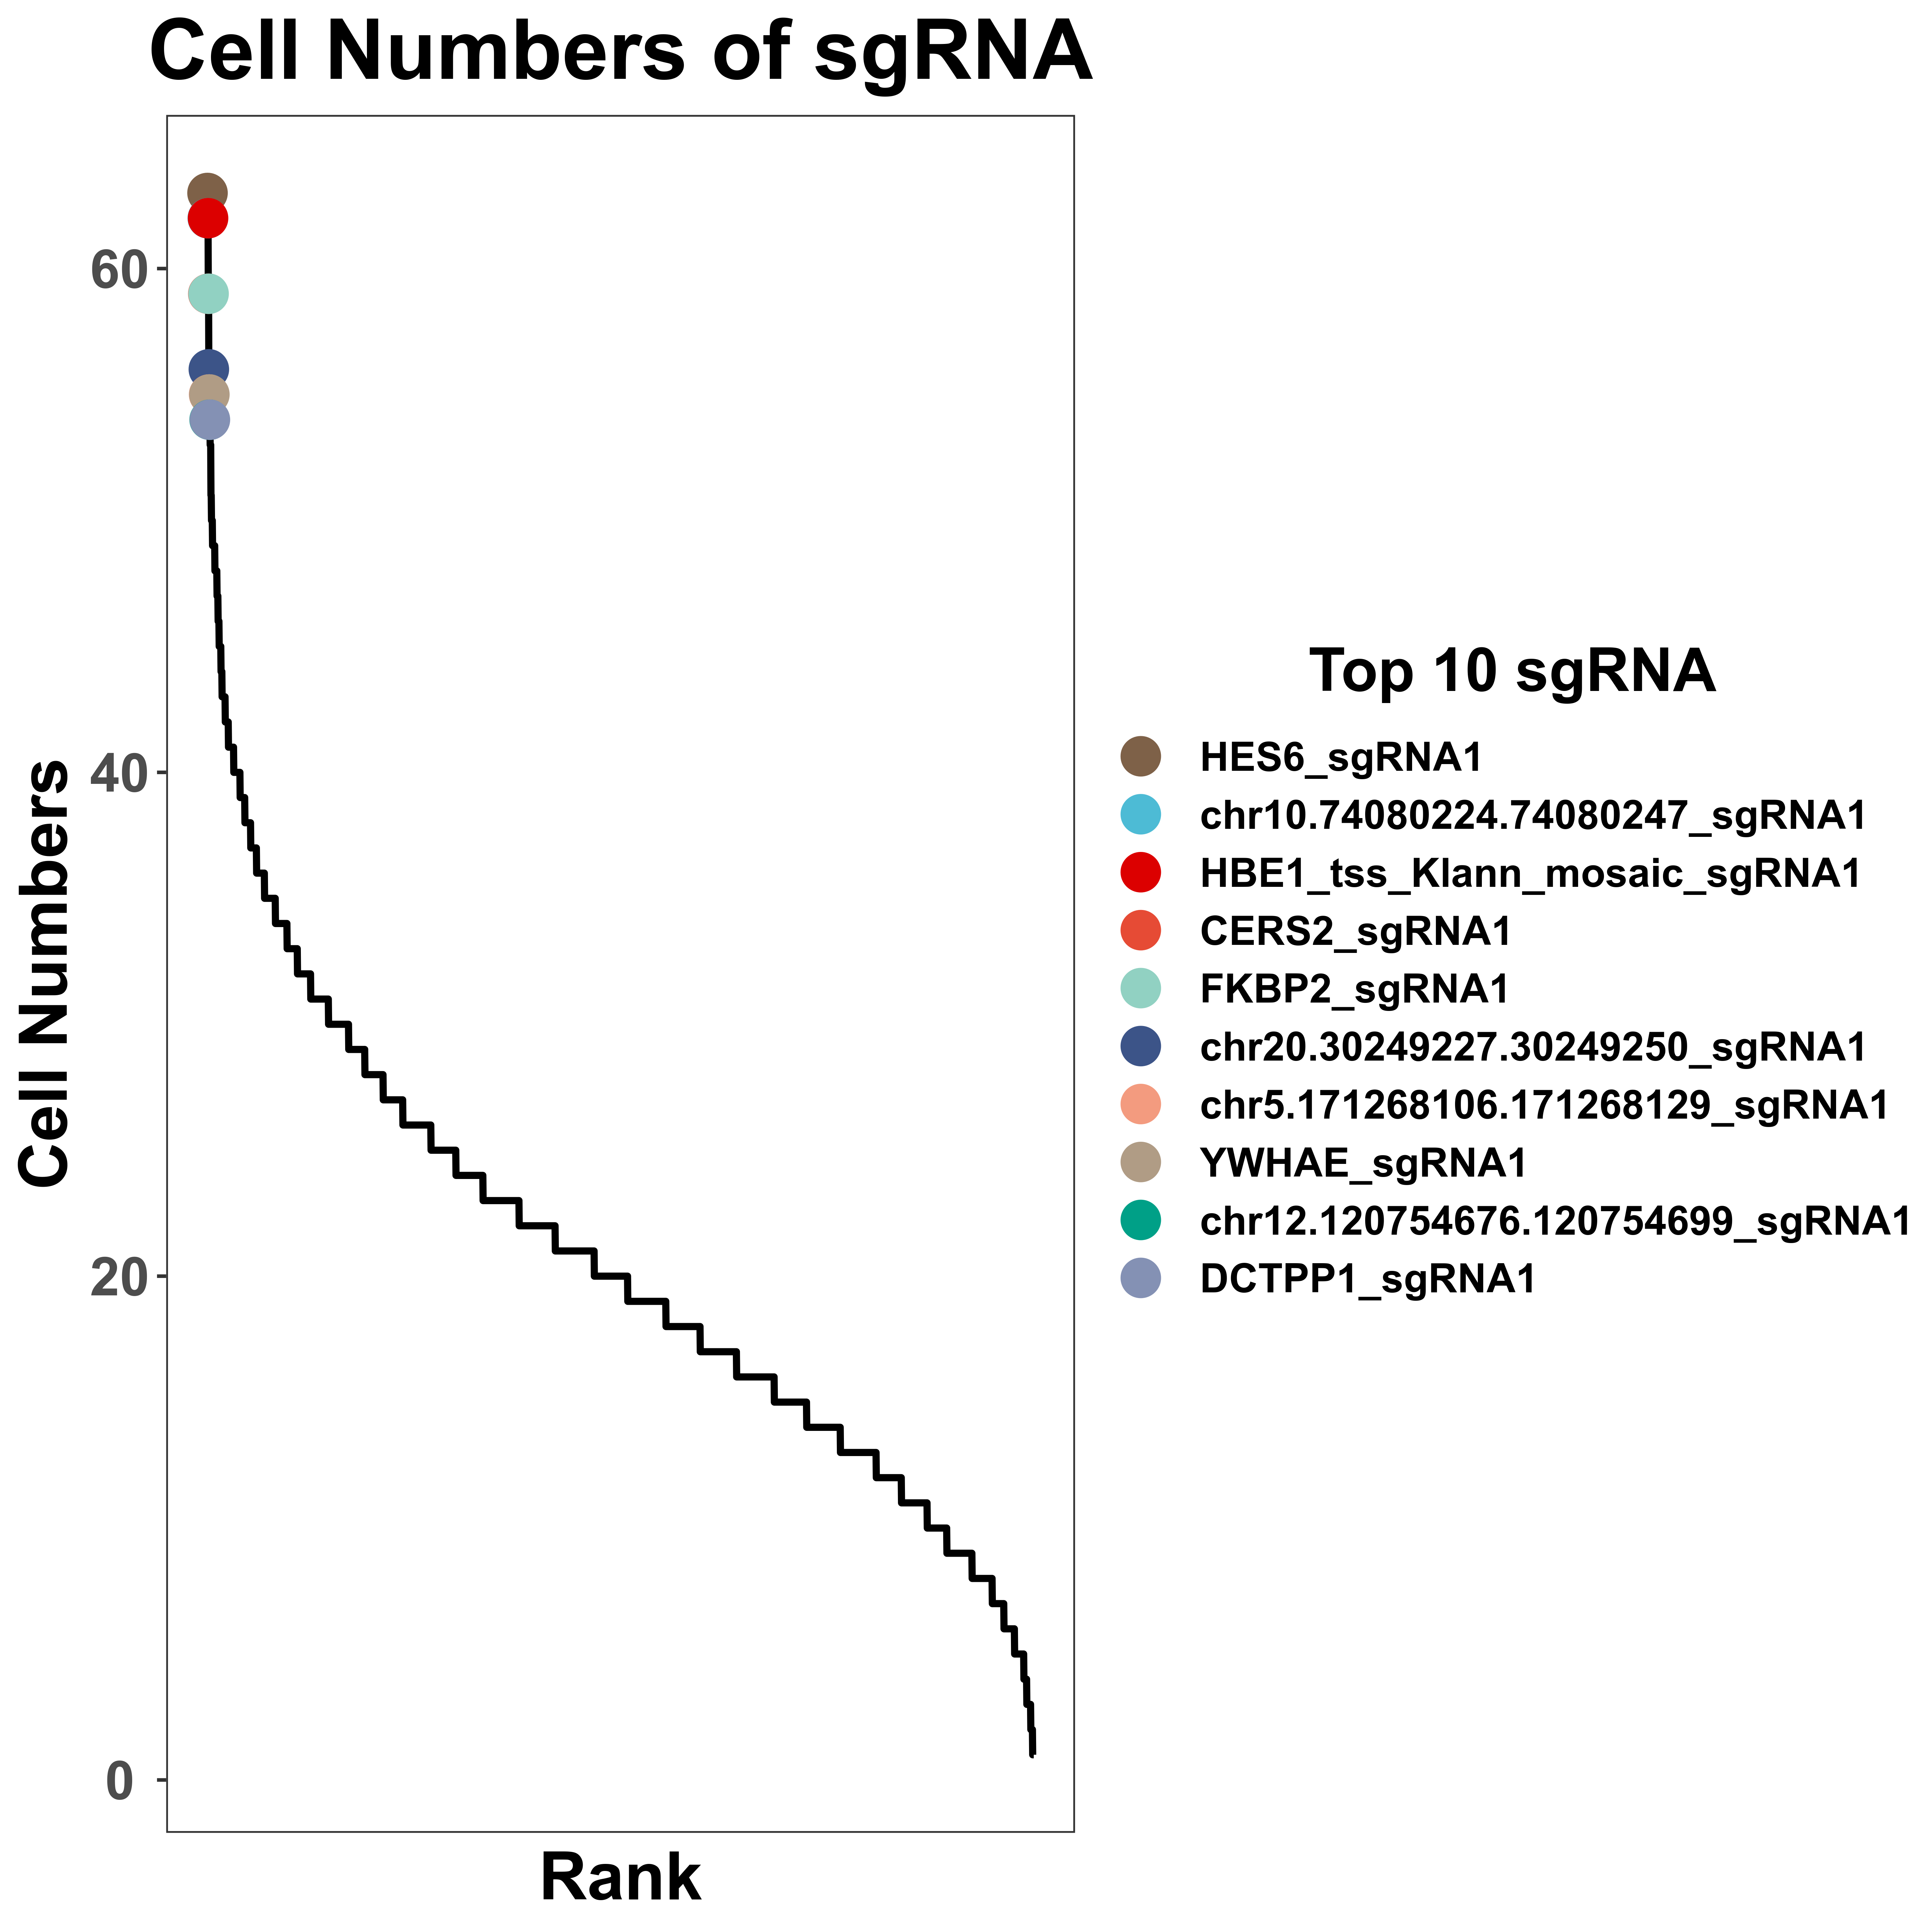 Cell Numbers of sgRNA
60
40
20
0
Cell Numbers
Rank
Top 10 sgRNA
HES6_sgRNA1
chr10.74080224.74080247_sgRNA1
HBE1_tss_Klann_mosaic_sgRNA1
CERS2_sgRNA1
FKBP2_sgRNA1
chr20.30249227.30249250_sgRNA1
chr5.171268106.171268129_sgRNA1
YWHAE_sgRNA1
chr12.120754676.120754699_sgRNA1
DCTPP1_sgRNA1